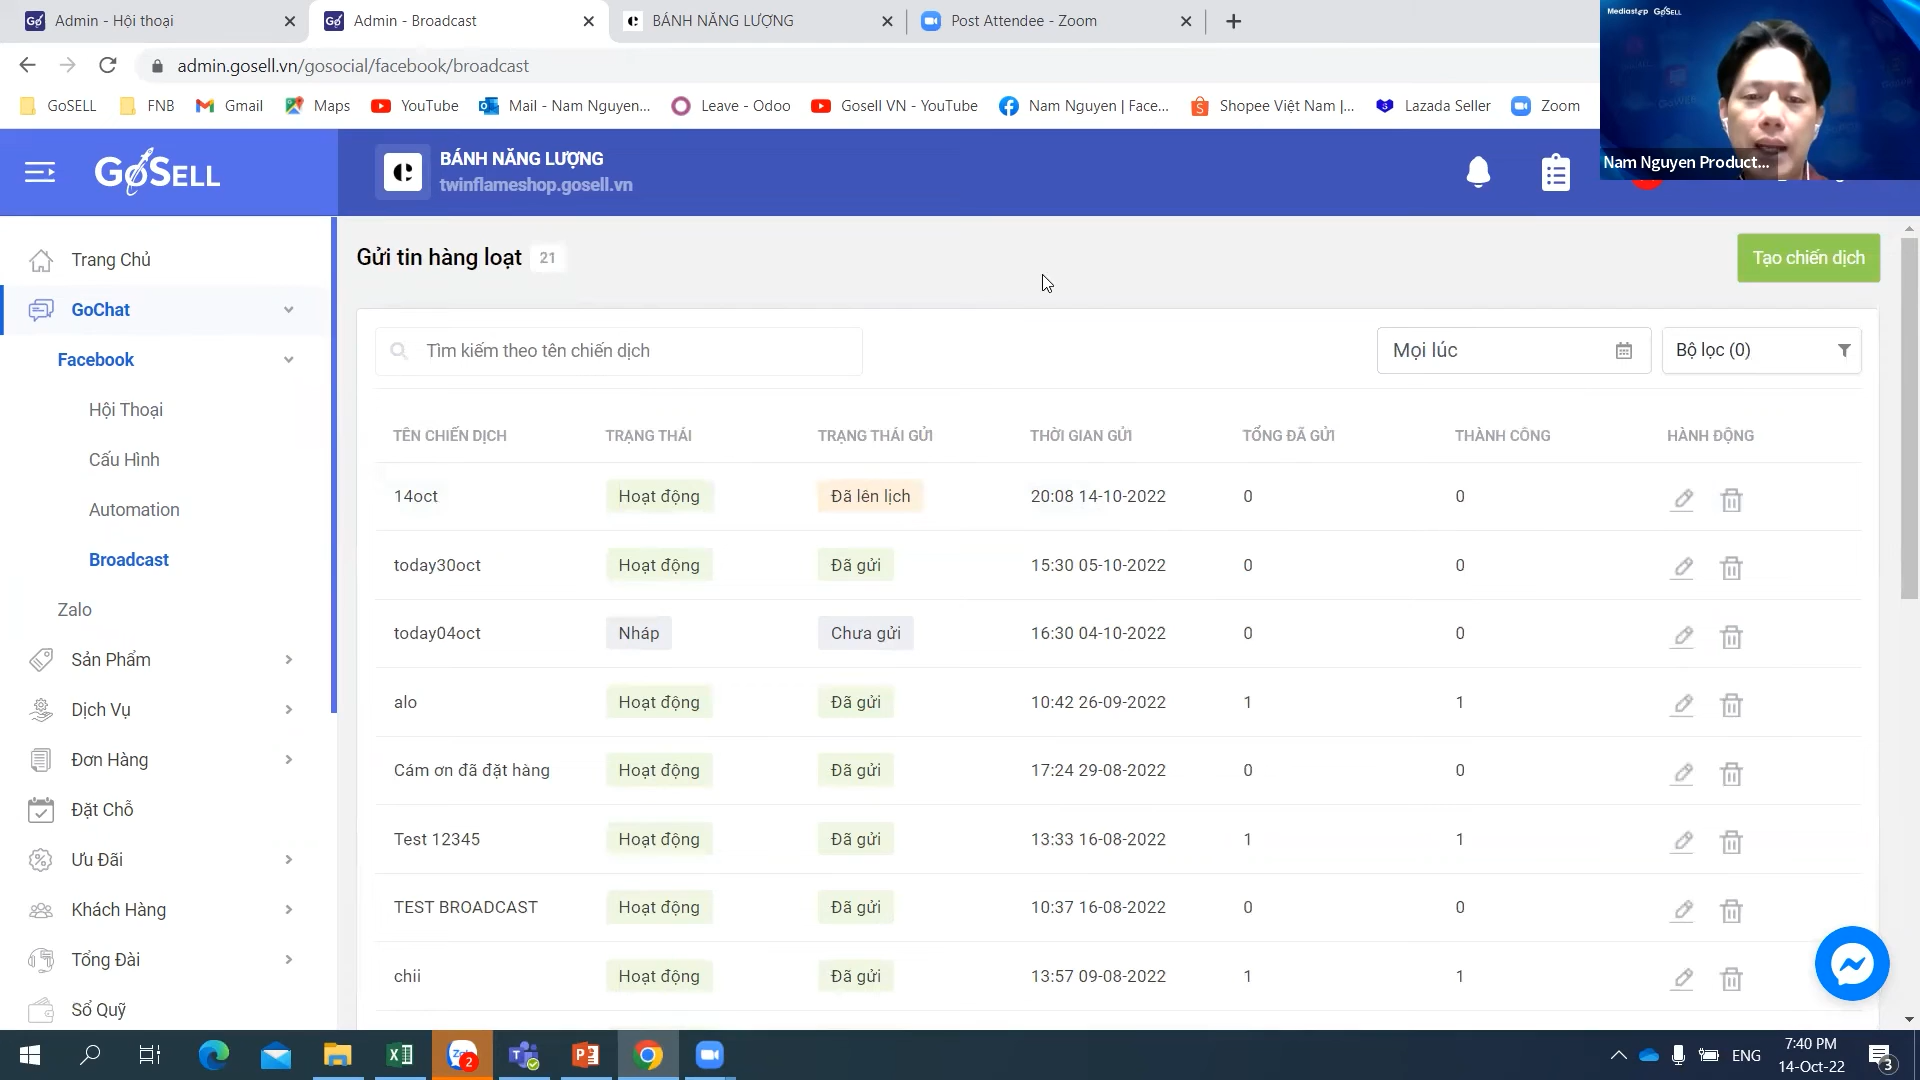 Admin - Hội thoại
Admin - Broadcast
BÁNH NĂNG LƯỢNG
Post Attendee - Zoom
admin.gosell.vn/gosocial/facebook/broadcast
GoSELL
FNB
Gmail
Maps
YouTube
Mail - Nam Nguyen...
Leave - Odoo
Gosell VN - YouTube
Nam Nguyen | Face...
Shopee Việt Nam |...
Lazada Seller
Zoom
Mediastep GoSELL
Nam Nguyen Product...
GoSELL
BÁNH NĂNG LƯỢNG
twinflameshop.gosell.vn
Trang Chủ
GoChat
Facebook
Hội Thoại
Cấu Hình
Automation
Broadcast
Zalo
Sản Phẩm
Dịch Vụ
Đơn Hàng
Đặt Chỗ
Ưu Đãi
Khách Hàng
Tổng Đài
Sổ Quỹ
Gửi tin hàng loạt 21
Tạo chiến dịch
Tìm kiếm theo tên chiến dịch
Mọi lúc
Bộ lọc (0)
TÊN CHIẾN DỊCH TRẠNG THÁI TRẠNG THÁI GỬI THỜI GIAN GỬI TỔNG ĐÃ GỬI THÀNH CÔNG HÀNH ĐỘNG
14oct Hoạt động Đã lên lịch 20:08 14-10-2022 0 0
today30oct Hoạt động Đã gửi 15:30 05-10-2022 0 0
today04oct Nháp Chưa gửi 16:30 04-10-2022 0 0
alo Hoạt động Đã gửi 10:42 26-09-2022 1 1
Cám ơn đã đặt hàng Hoạt động Đã gửi 17:24 29-08-2022 0 0
Test 12345 Hoạt động Đã gửi 13:33 16-08-2022 1 1
TEST BROADCAST Hoạt động Đã gửi 10:37 16-08-2022 0 0
chii Hoạt động Đã gửi 13:57 09-08-2022 1 1
2
ENG
7:40 PM
14-Oct-22
3